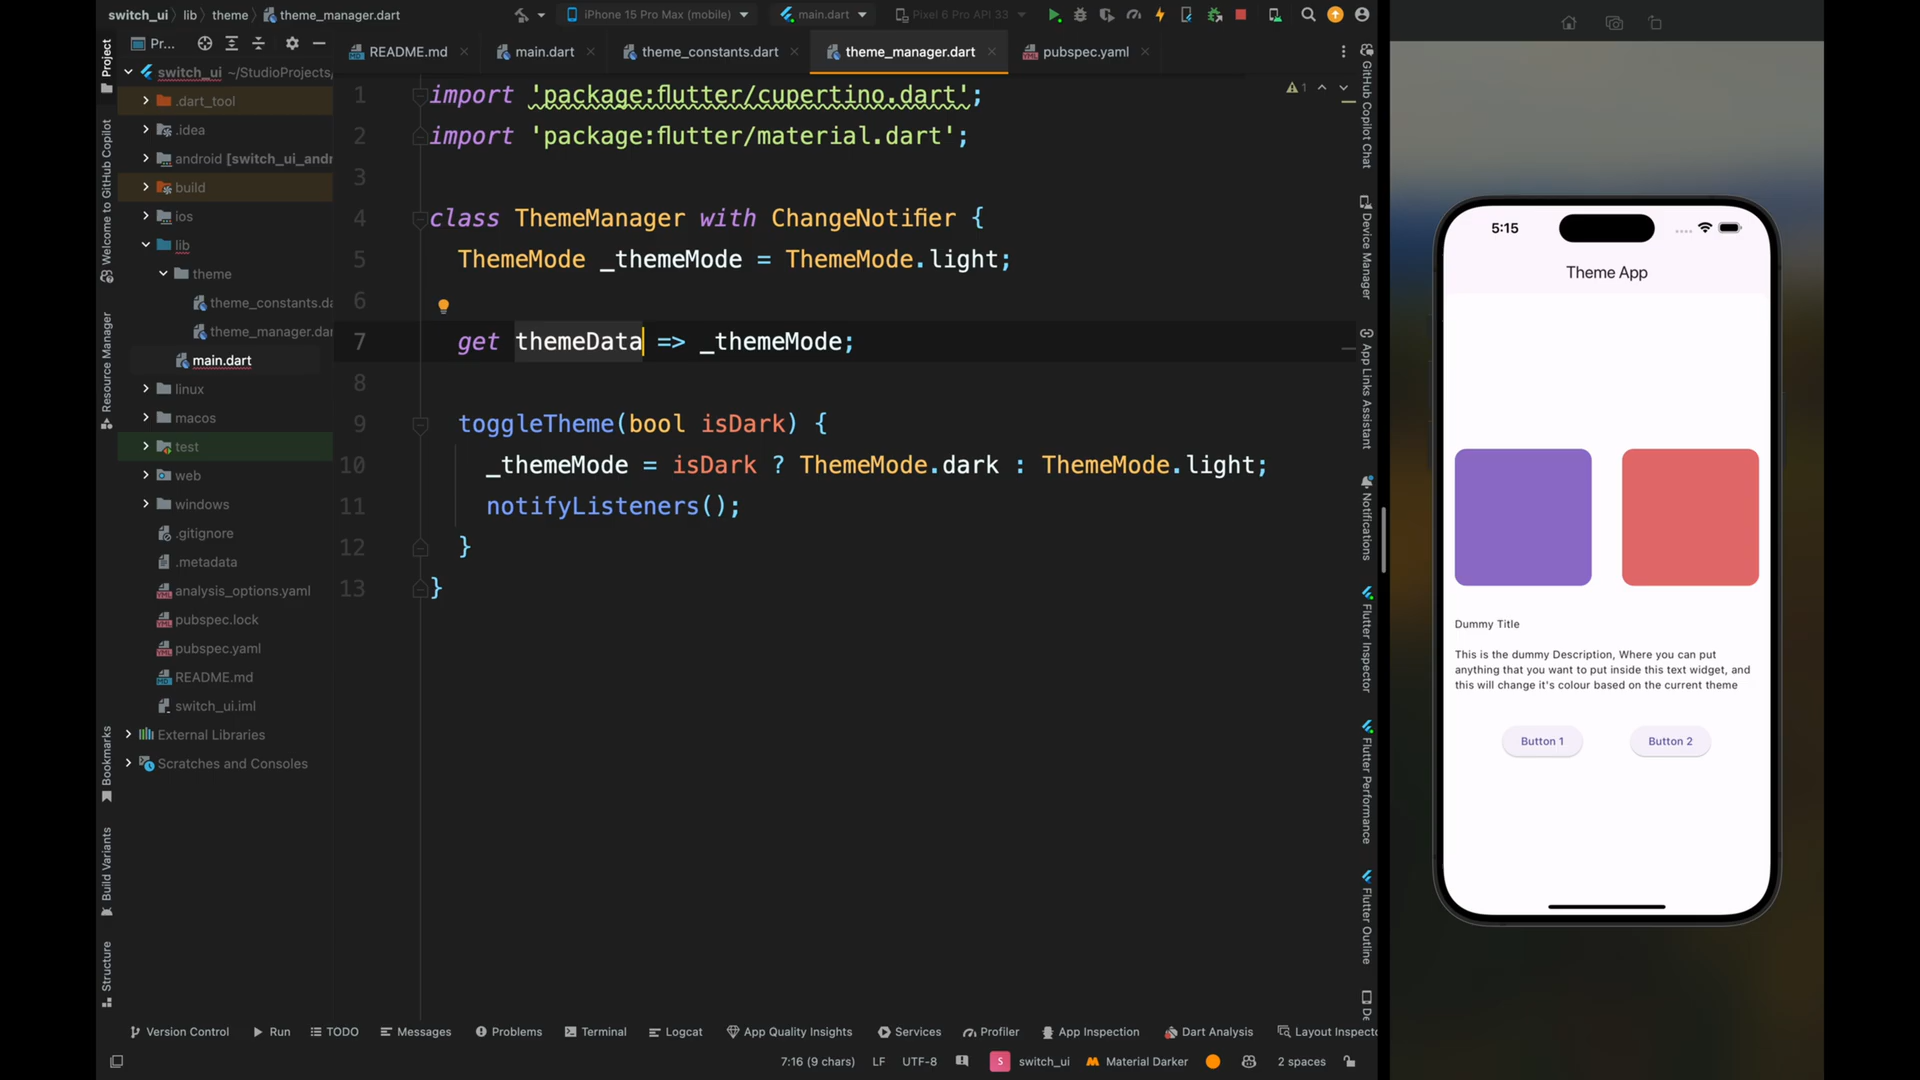 switch_ui lib theme theme_manager.dart
iPhone 15 Pro Max (mobile) main.dart Pixel 6 Pro API 33
Pr...
README.md main.dart theme_constants.dart theme_manager.dart pubspec.yaml
switch_ui ~/StudioProjects/
.dart_tool
.idea
android [switch_ui_andr
build
ios
lib
theme
theme_constants.da
theme_manager.dar
main.dart
linux
macos
test
web
windows
.gitignore
.metadata
analysis_options.yaml
pubspec.lock
pubspec.yaml
README.md
switch_ui.iml
External Libraries
Scratches and Consoles
Project
Welcome to GitHub Copilot
Resource Manager
Bookmarks
Build Variants
Structure
1 import 'package:flutter/cupertino.dart';
2 import 'package:flutter/material.dart';
3
4 class ThemeManager with ChangeNotifier {
5 ThemeMode _themeMode = ThemeMode.light;
6
7 get themeData => _themeMode;
8
9 toggleTheme(bool isDark) {
10 _themeMode = isDark ? ThemeMode.dark : ThemeMode.light;
11 notifyListeners();
12 }
13 }
1
GitHub Copilot Chat
Device Manager
App Links Assistant
Notifications
Flutter Inspector
Flutter Performance
Flutter Outline
Version Control Run TODO Messages Problems Terminal Logcat App Quality Insights Services Profiler App Inspection Dart Analysis Layout Inspecto
7:16 (9 chars) LF UTF-8 S switch_ui Material Darker 2 spaces
5:15
Theme App
Dummy Title
This is the dummy Description, Where you can put
anything that you want to put inside this text widget, and
this will change it's colour based on the current theme
Button 1 Button 2